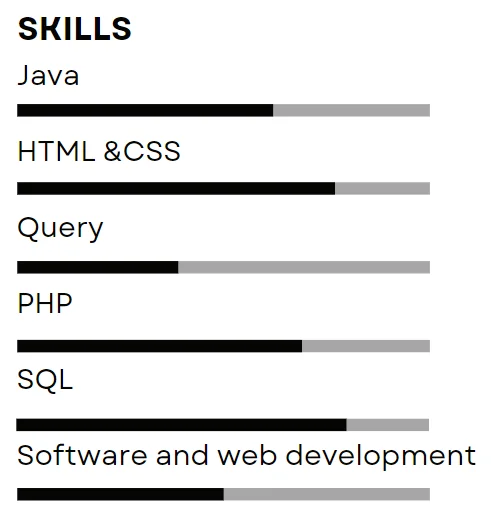 SKILLS
Java
HTML &CSS
Query
PHP
SQL
Software and web development